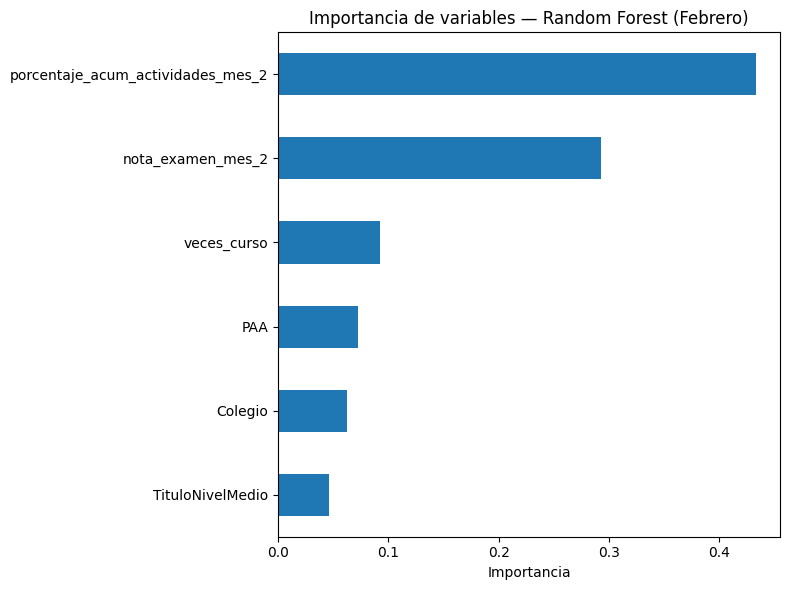 Importancia de variables — Random Forest (Febrero)
porcentaje_acum_actividades_mes_2
nota_examen_mes_2
veces_curso
PAA
Colegio
TituloNivelMedio
0.0 0.1 0.2 0.3 0.4
Importancia